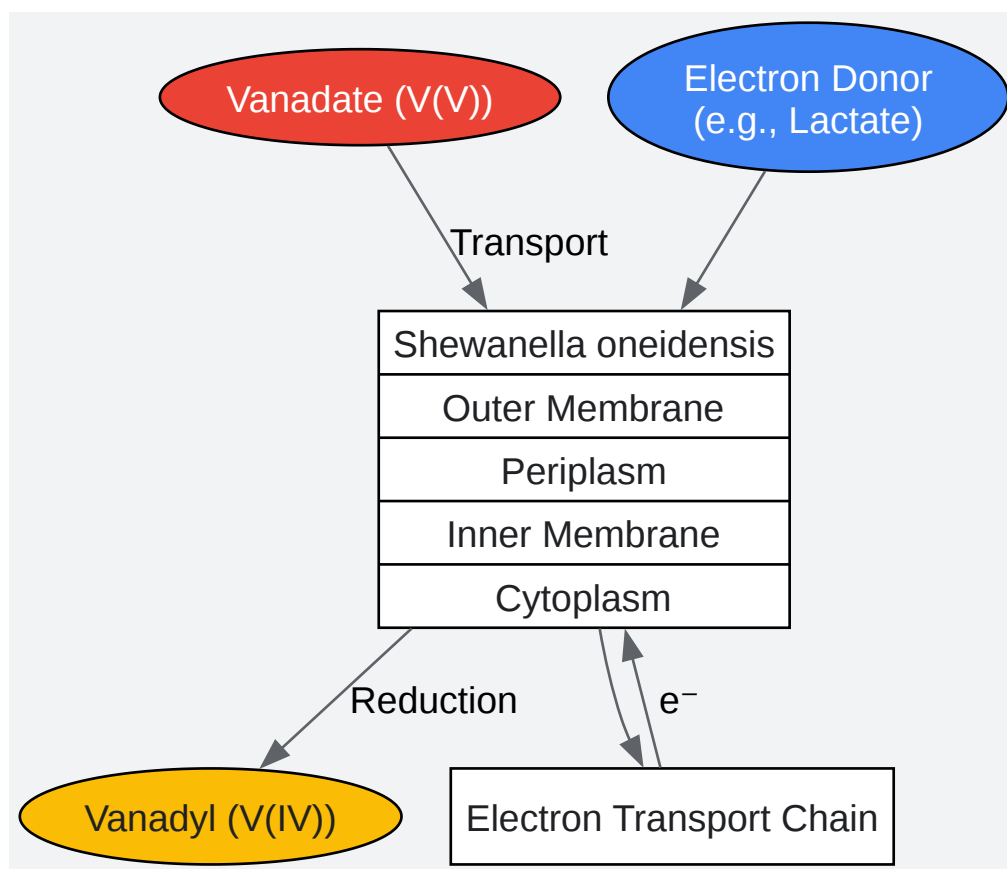 Vanadate (V(V))
Electron Donor
(e.g., Lactate)
Transport
Shewanella oneidensis
Outer Membrane
Periplasm
Inner Membrane
Cytoplasm
Reduction
e⁻
Vanadyl (V(IV))
Electron Transport Chain